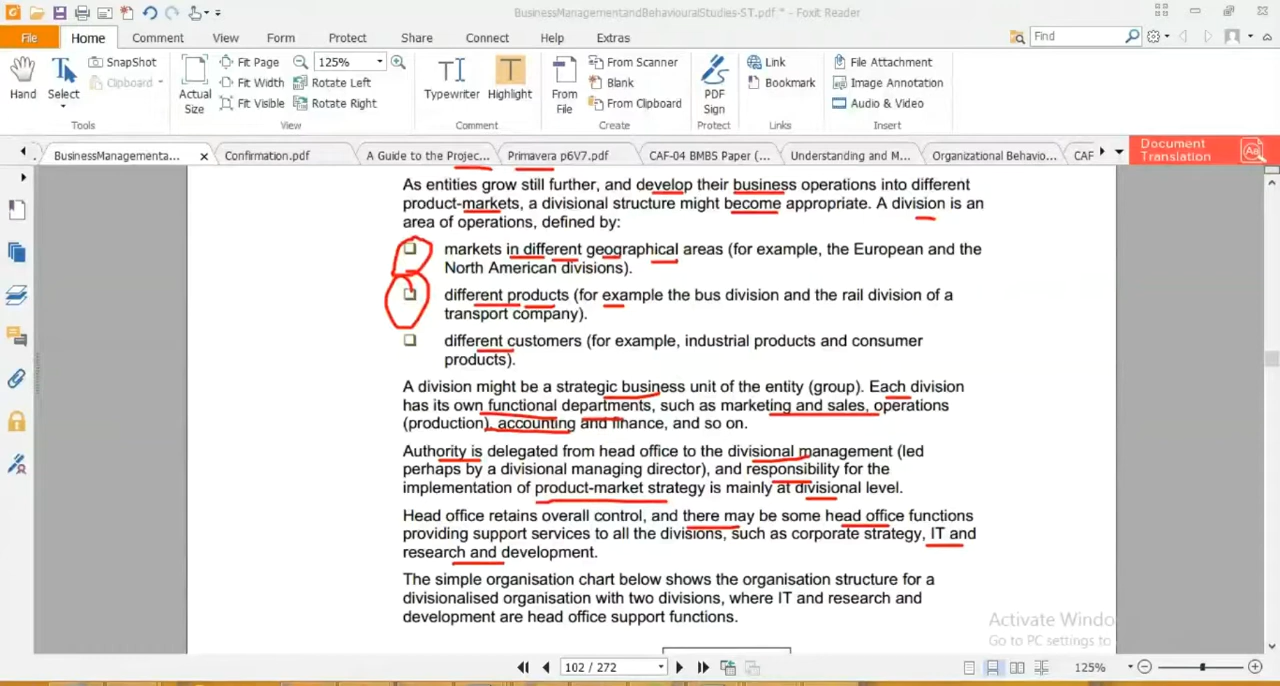 BusinessManagementandBehaviouralStudies-ST.pdf * - Foxit Reader
File Home Comment View Form Protect Share Connect Help Extras Find
SnapShot Fit Page 125% From Scanner Link File Attachment
Hand Select Clipboard Actual Size Fit Width Rotate Left Typewriter Highlight From File Blank PDF Sign Bookmark Image Annotation
Fit Visible Rotate Right From Clipboard Audio & Video
Tools View Comment Create Protect Links Insert
BusinessManagementa... x Confirmation.pdf A Guide to the Projec... Primavera p6V7.pdf CAF-04 BMBS Paper (... Understanding and M... Organizational Behavio... CAF Document Translation
As entities grow still further, and develop their business operations into different
product-markets, a divisional structure might become appropriate. A division is an
area of operations, defined by:
markets in different geographical areas (for example, the European and the
North American divisions).
different products (for example the bus division and the rail division of a
transport company).
different customers (for example, industrial products and consumer
products).
A division might be a strategic business unit of the entity (group). Each division
has its own functional departments, such as marketing and sales, operations
(production), accounting and finance, and so on.
Authority is delegated from head office to the divisional management (led
perhaps by a divisional managing director), and responsibility for the
implementation of product-market strategy is mainly at divisional level.
Head office retains overall control, and there may be some head office functions
providing support services to all the divisions, such as corporate strategy, IT and
research and development.
The simple organisation chart below shows the organisation structure for a
divisionalised organisation with two divisions, where IT and research and
development are head office support functions.
Activate Windo
Go to PC settings to
102 / 272 125%